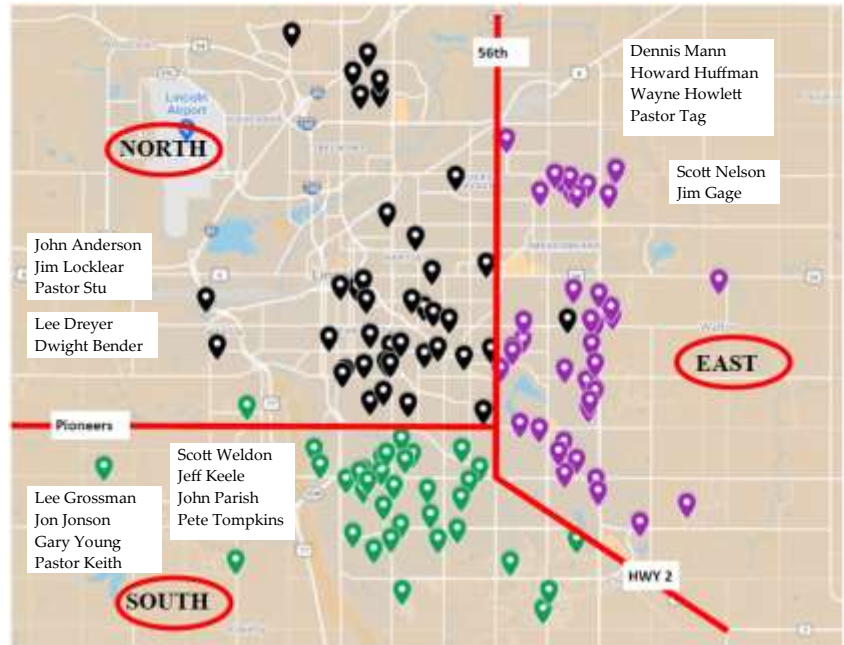 56th
Dennis Mann
Howard Huffman
Wayne Howlett
Pastor Tag
Lincoln
Airport
NORTH
Scott Nelson
Jim Gage
John Anderson
Jim Locklear
Pastor Stu
Lee Dreyer
Dwight Bender
EAST
Pioneers
Scott Weldon
Jeff Keele
John Parish
Pete Tompkins
Lee Grossman
Jon Jonson
Gary Young
Pastor Keith
HWY 2
SOUTH